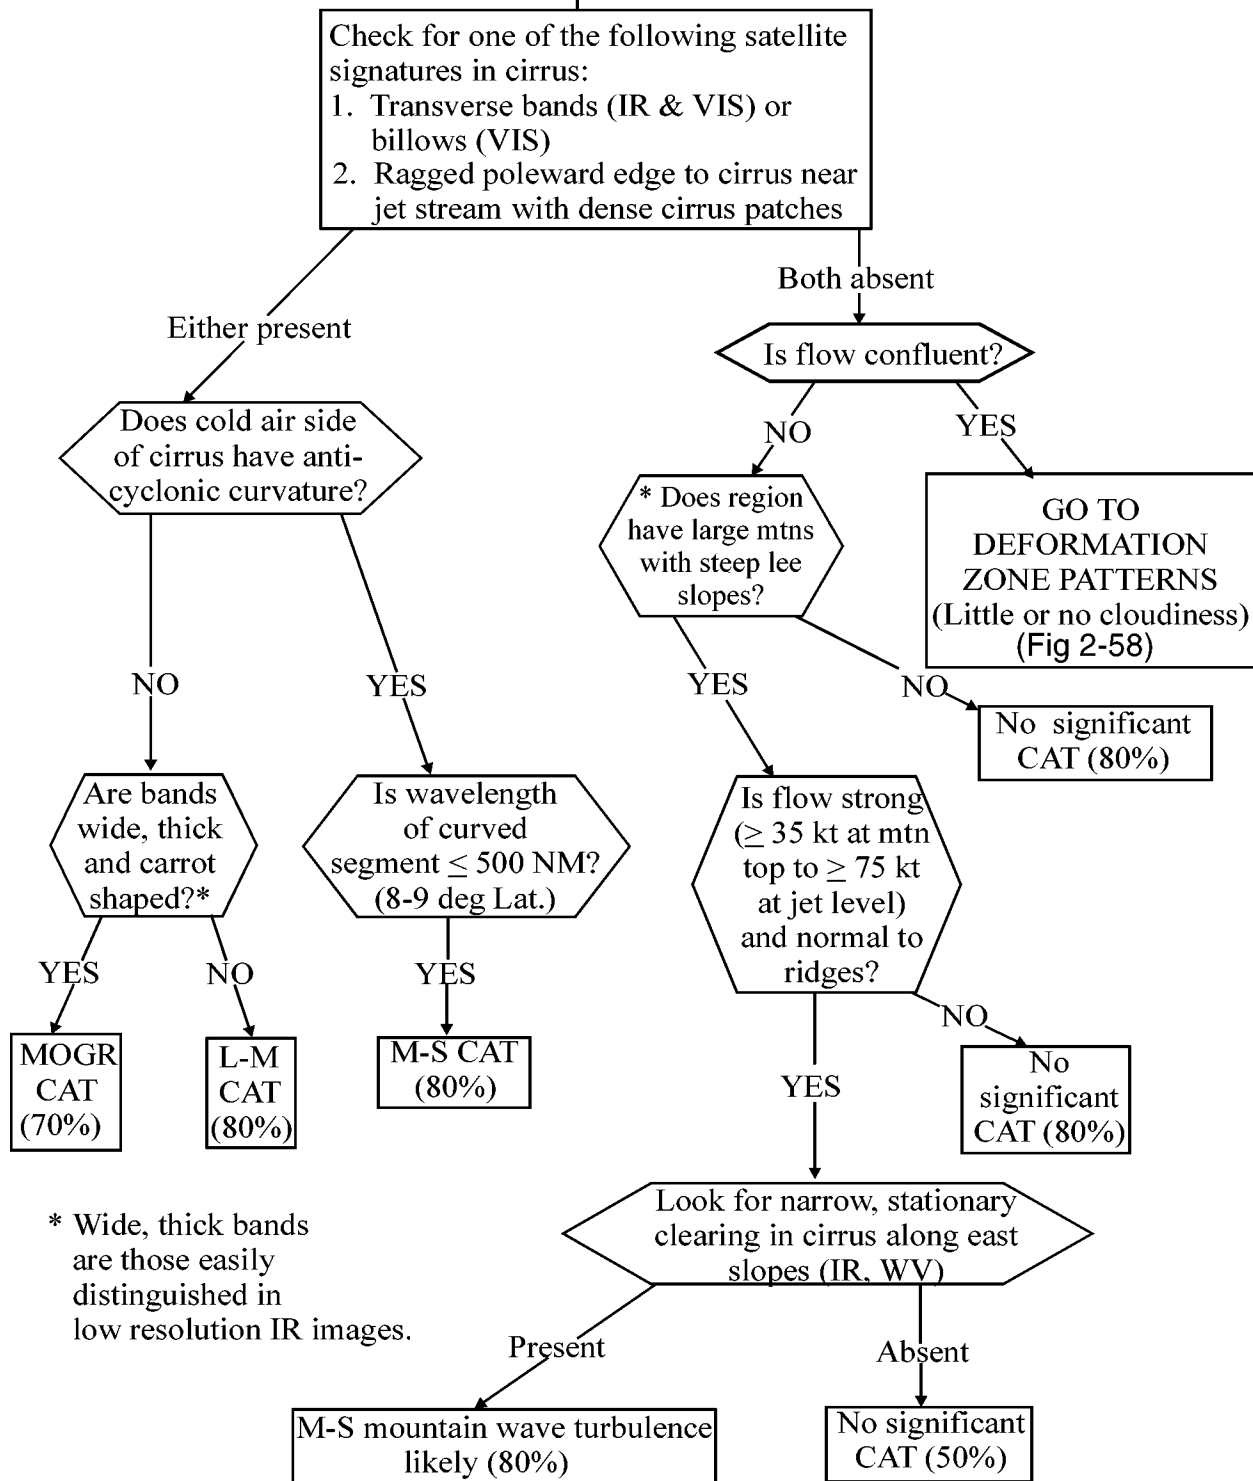 Check for one of the following satellite
signatures in cirrus:
1. Transverse bands (IR & VIS) or
billows (VIS)
2. Ragged poleward edge to cirrus near
jet stream with dense cirrus patches
Either present
Both absent
Is flow confluent?
NO
YES
Does cold air side
of cirrus have anti-
cyclonic curvature?
* Does region
have large mtns
with steep lee
slopes?
GO TO
DEFORMATION
ZONE PATTERNS
(Little or no cloudiness)
(Fig 2-58)
NO
YES
YES
NO
No significant
CAT (80%)
Are bands
wide, thick
and carrot
shaped?*
Is wavelength
of curved
segment ≤ 500 NM?
(8-9 deg Lat.)
Is flow strong
(≥ 35 kt at mtn
top to ≥ 75 kt
at jet level)
and normal to
ridges?
YES
NO
YES
MOGR
CAT
(70%)
L-M
CAT
(80%)
M-S CAT
(80%)
YES
NO
No
significant
CAT (80%)
Look for narrow, stationary
clearing in cirrus along east
slopes (IR, WV)
* Wide, thick bands
are those easily
distinguished in
low resolution IR images.
Present
Absent
M-S mountain wave turbulence
likely (80%)
No significant
CAT (50%)